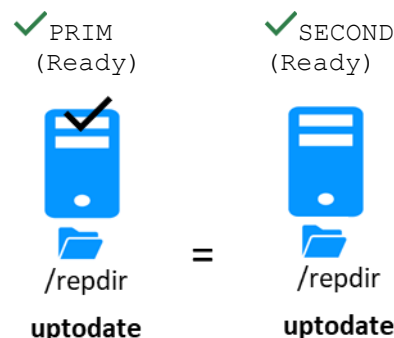 PRIM
(Ready)
SECOND
(Ready)
/repdir
=
/repdir
uptodate
uptodate